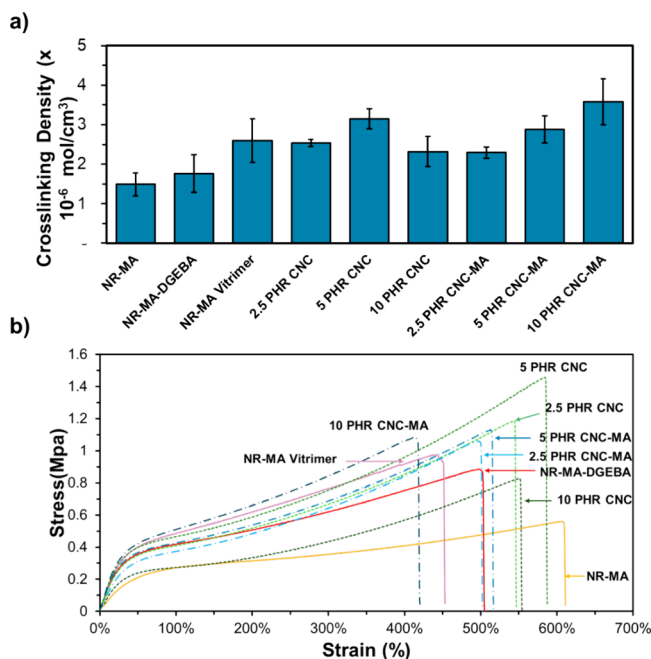 a)
Crosslinking Density (x
10⁻⁶ mol/cm³)
5
4
3
2
1
-
NR-MA
NR-MA-DGEBA
NR-MA Vitrimer
2.5 PHR CNC
5 PHR CNC
10 PHR CNC
2.5 PHR CNC-MA
5 PHR CNC-MA
10 PHR CNC-MA
b)
Stress(Mpa)
1.6
1.4
1.2
1
0.8
0.6
0.4
0.2
0
5 PHR CNC
2.5 PHR CNC
10 PHR CNC-MA
5 PHR CNC-MA
NR-MA Vitrimer
2.5 PHR CNC-MA
NR-MA-DGEBA
10 PHR CNC
NR-MA
0% 100% 200% 300% 400% 500% 600% 700%
Strain (%)